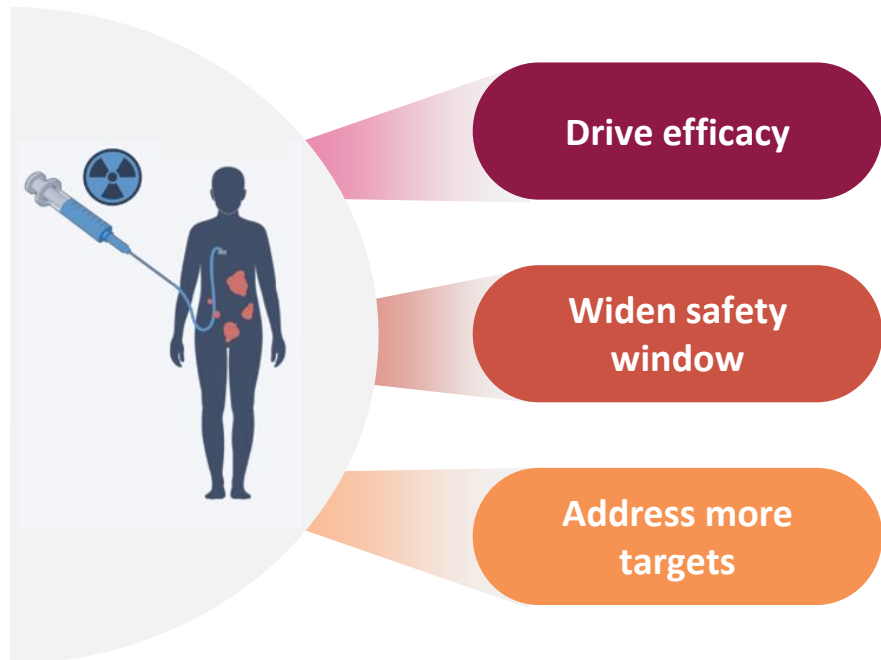 Drive efficacy
Widen safety
window
Address more
targets